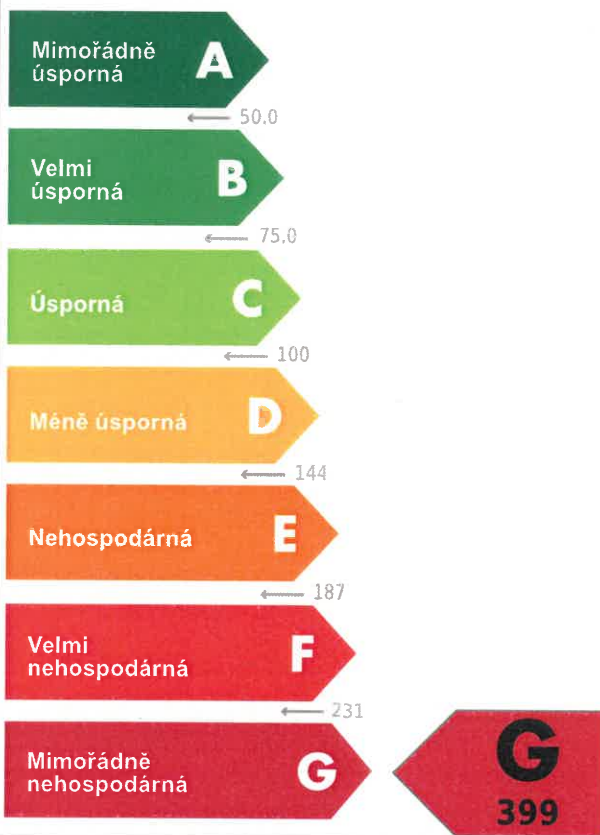 Mimořádně
úsporná
A
50.0
Velmi
úsporná
B
75.0
Úsporná
C
100
Méně úsporná
D
144
Nehospodárná
E
187
Velmi
nehospodárná
F
231
Mimořádně
nehospodárná
G
G
399